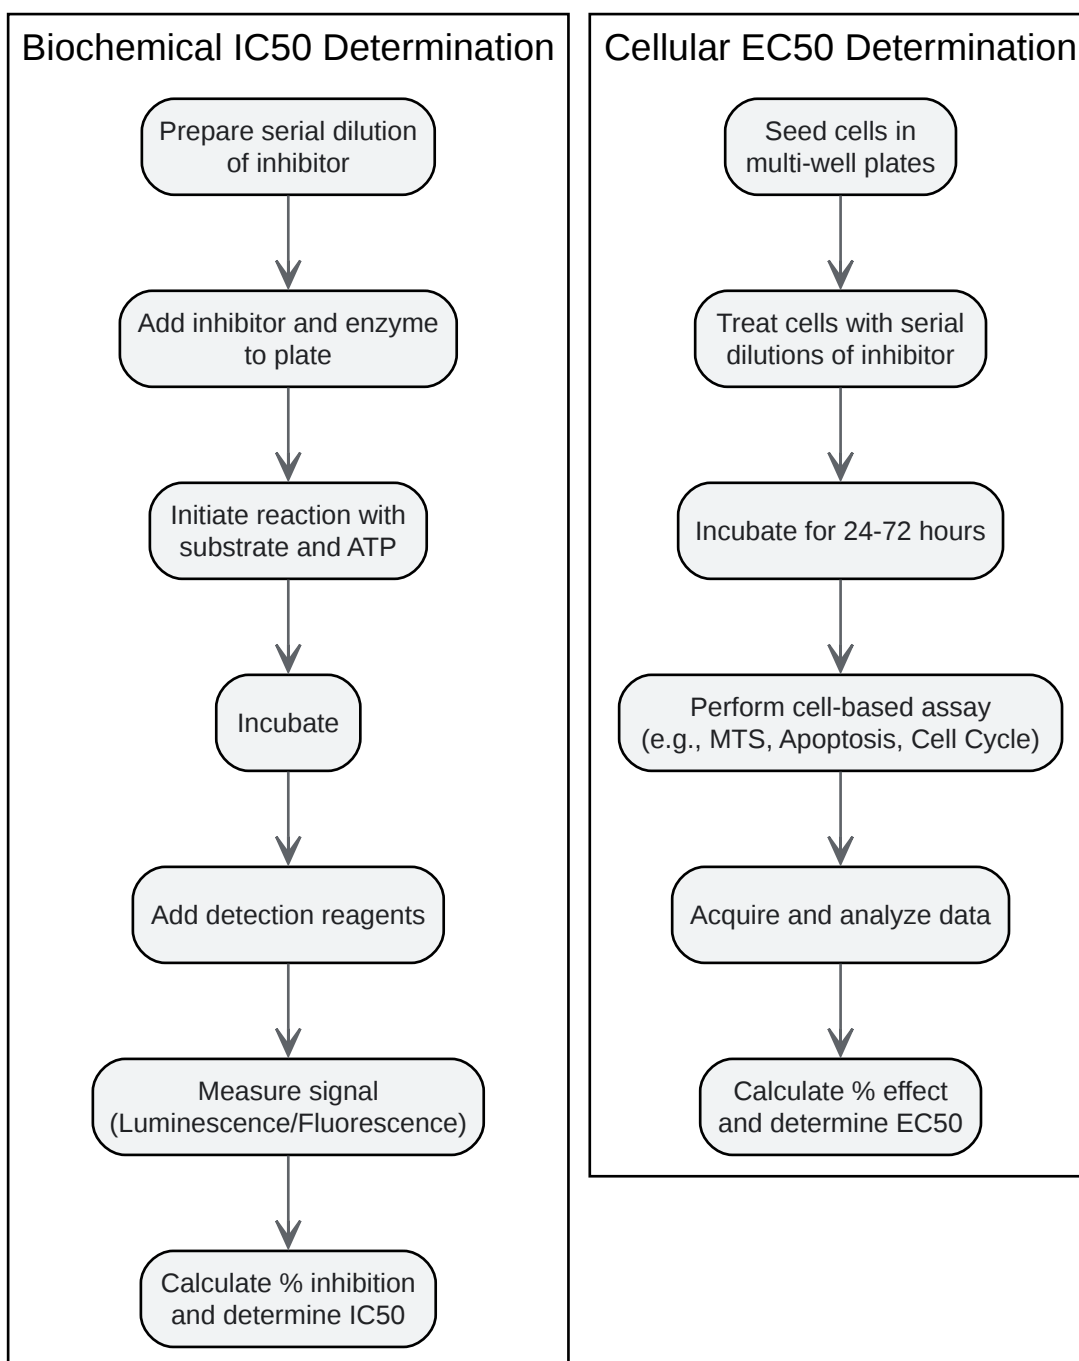 Biochemical IC50 Determination
Prepare serial dilution
of inhibitor
Add inhibitor and enzyme
to plate
Initiate reaction with
substrate and ATP
Incubate
Add detection reagents
Measure signal
(Luminescence/Fluorescence)
Calculate % inhibition
and determine IC50
Cellular EC50 Determination
Seed cells in
multi-well plates
Treat cells with serial
dilutions of inhibitor
Incubate for 24-72 hours
Perform cell-based assay
(e.g., MTS, Apoptosis, Cell Cycle)
Acquire and analyze data
Calculate % effect
and determine EC50